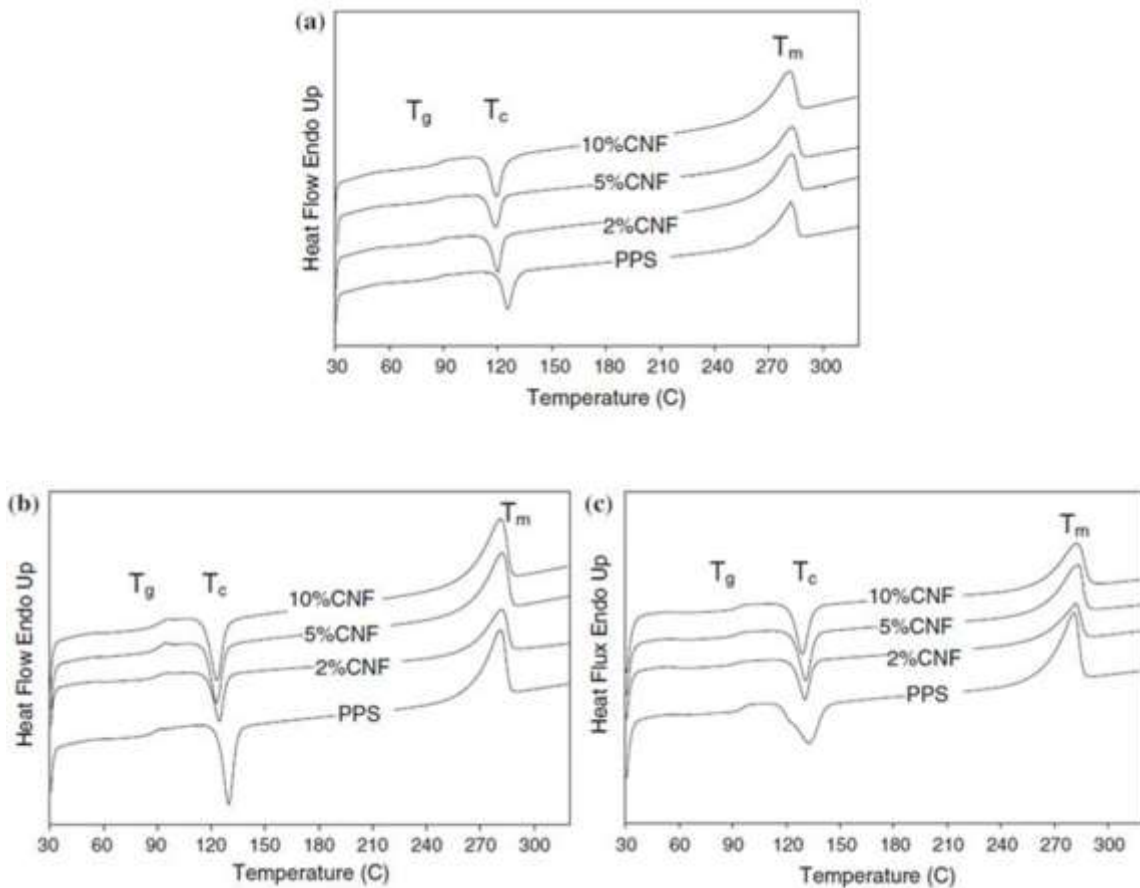 (a)
Heat Flow Endo Up
Tg
Tc
Tm
10%CNF
5%CNF
2%CNF
PPS
30 60 90 120 150 180 210 240 270 300
Temperature (C)
(b)
Heat Flow Endo Up
Tg
Tc
Tm
10%CNF
5%CNF
2%CNF
PPS
30 60 90 120 150 180 210 240 270 300
Temperature (C)
(c)
Heat Flux Endo Up
Tg
Tc
Tm
10%CNF
5%CNF
2%CNF
PPS
30 60 90 120 150 180 210 240 270 300
Temperature (C)